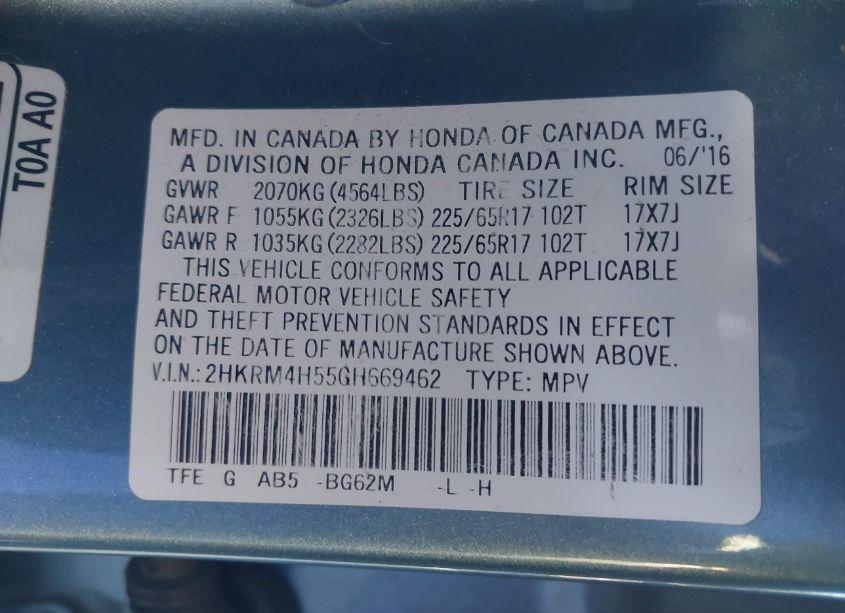 T0A A0
MFD. IN CANADA BY HONDA OF CANADA MFG.,
A DIVISION OF HONDA CANADA INC. 06/'16
GVWR 2070KG (4564LBS) TIRE SIZE RIM SIZE
GAWR F 1055KG (2326LBS) 225/65R17 102T 17X7J
GAWR R 1035KG (2282LBS) 225/65R17 102T 17X7J
THIS VEHICLE CONFORMS TO ALL APPLICABLE
FEDERAL MOTOR VEHICLE SAFETY
AND THEFT PREVENTION STANDARDS IN EFFECT
ON THE DATE OF MANUFACTURE SHOWN ABOVE.
V.I.N.: 2HKRM4H55GH669462 TYPE: MPV
TFE G AB5 -BG62M -L -H